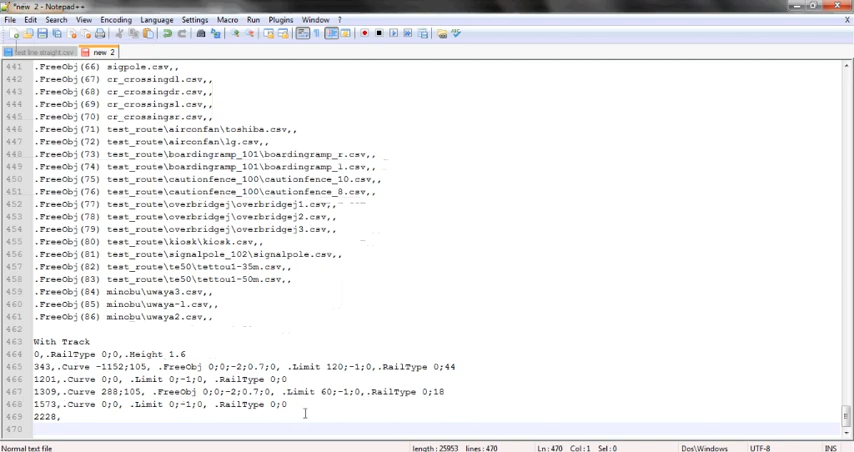 *new  2 - Notepad++
File Edit Search View Encoding Language Settings Macro Run Plugins Window ?
X
text line straight.csv new  2
441 .FreeObj(66) sigpole.csv,,
442 .FreeObj(67) cr_crossingdl.csv,,
443 .FreeObj(68) cr_crossingdr.csv,,
444 .FreeObj(69) cr_crossingsl.csv,,
445 .FreeObj(70) cr_crossing.csv,,
446 .FreeObj(71) test_route\airconfan\toshiba.csv,,
447 .FreeObj(72) test_route\airconfan\lg.csv,,
448 .FreeObj(73) test_route\boardingramp_101\boardingramp_r.csv,,
449 .FreeObj(74) test_route\boardingramp_101\boardingramp_l.csv,,
450 .FreeObj(75) test_route\cautionfence_100\cautionfence_10.csv,,
451 .FreeObj(76) test_route\cautionfence_100\cautionfence_8.csv,,
452 .FreeObj(77) test_route\overbridgej\overbridgej1.csv,,
453 .FreeObj(78) test_route\overbridgej\overbridgej2.csv,,
454 .FreeObj(79) test_route\overbridgej\overbridgej3.csv,,
455 .FreeObj(80) test_route\kiosk\kiosk.csv,,
456 .FreeObj(81) test_route\signalpole_102\signalpole.csv,,
457 .FreeObj(82) test_route\te50\tettou1-35m.csv,,
458 .FreeObj(83) test_route\te50\tettou1-50m.csv,,
459 .FreeObj(84) minobu\uwaya3.csv,,
460 .FreeObj(85) minobu\uwaya-1.csv,,
461 .FreeObj(86) minobu\uwaya2.csv,,
462
463 With Track
464 0,.RailType 0;0,.Height 1.6
465 343,.Curve -1152;105, .FreeObj 0;0;-2;0.7;0, .Limit 120;-1;0,.RailType 0;44
466 1201,.Curve 0;0, .Limit 0;-1;0, .RailType 0;0
467 1309,.Curve 288;105, .FreeObj 0;0;-2;0.7;0, .Limit 60;-1;0,.RailType 0;18
468 1573,.Curve 0;0, .Limit 0;-1;0, .RailType 0;0
469 2228,
470
Normal text file length : 25953 lines : 470 Ln : 470 Col : 1 Sel : 0 Dos\Windows UTF-8 INS